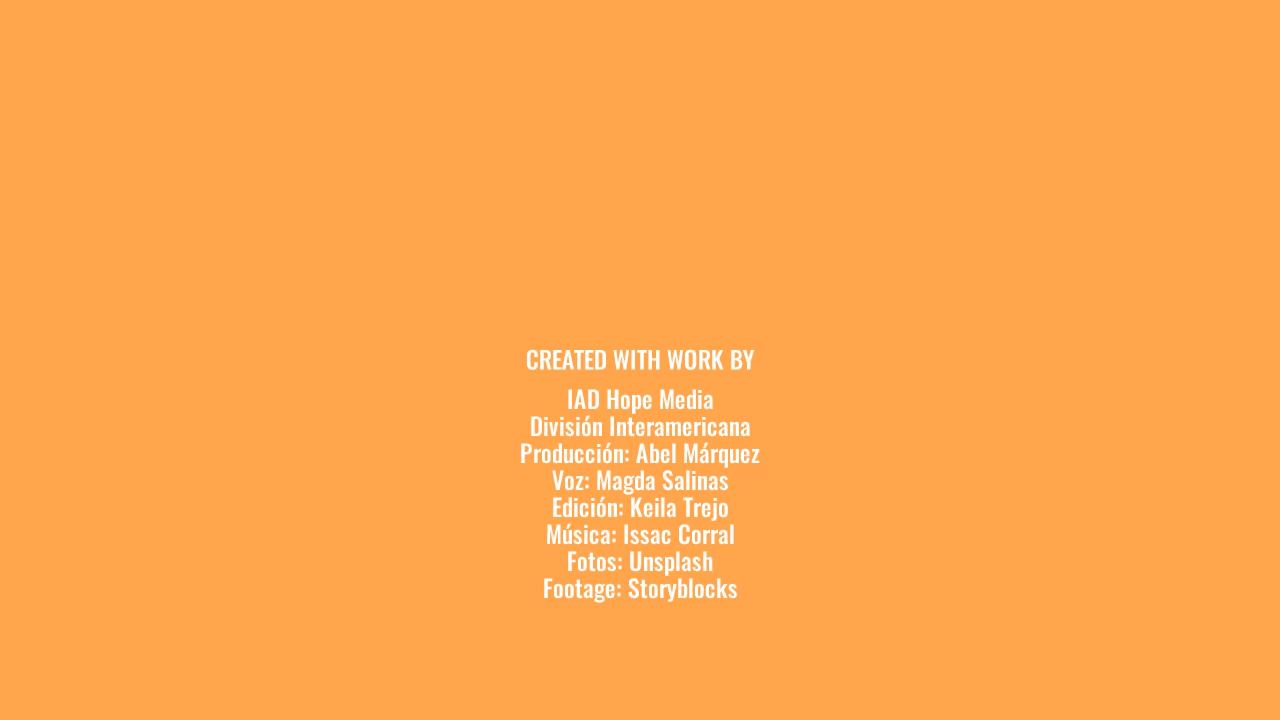 CREATED WITH WORK BY
IAD Hope Media
División Interamericana
Producción: Abel Márquez
Voz: Magda Salinas
Edición: Keila Trejo
Música: Issac Corral
Fotos: Unsplash
Footage: Storyblocks